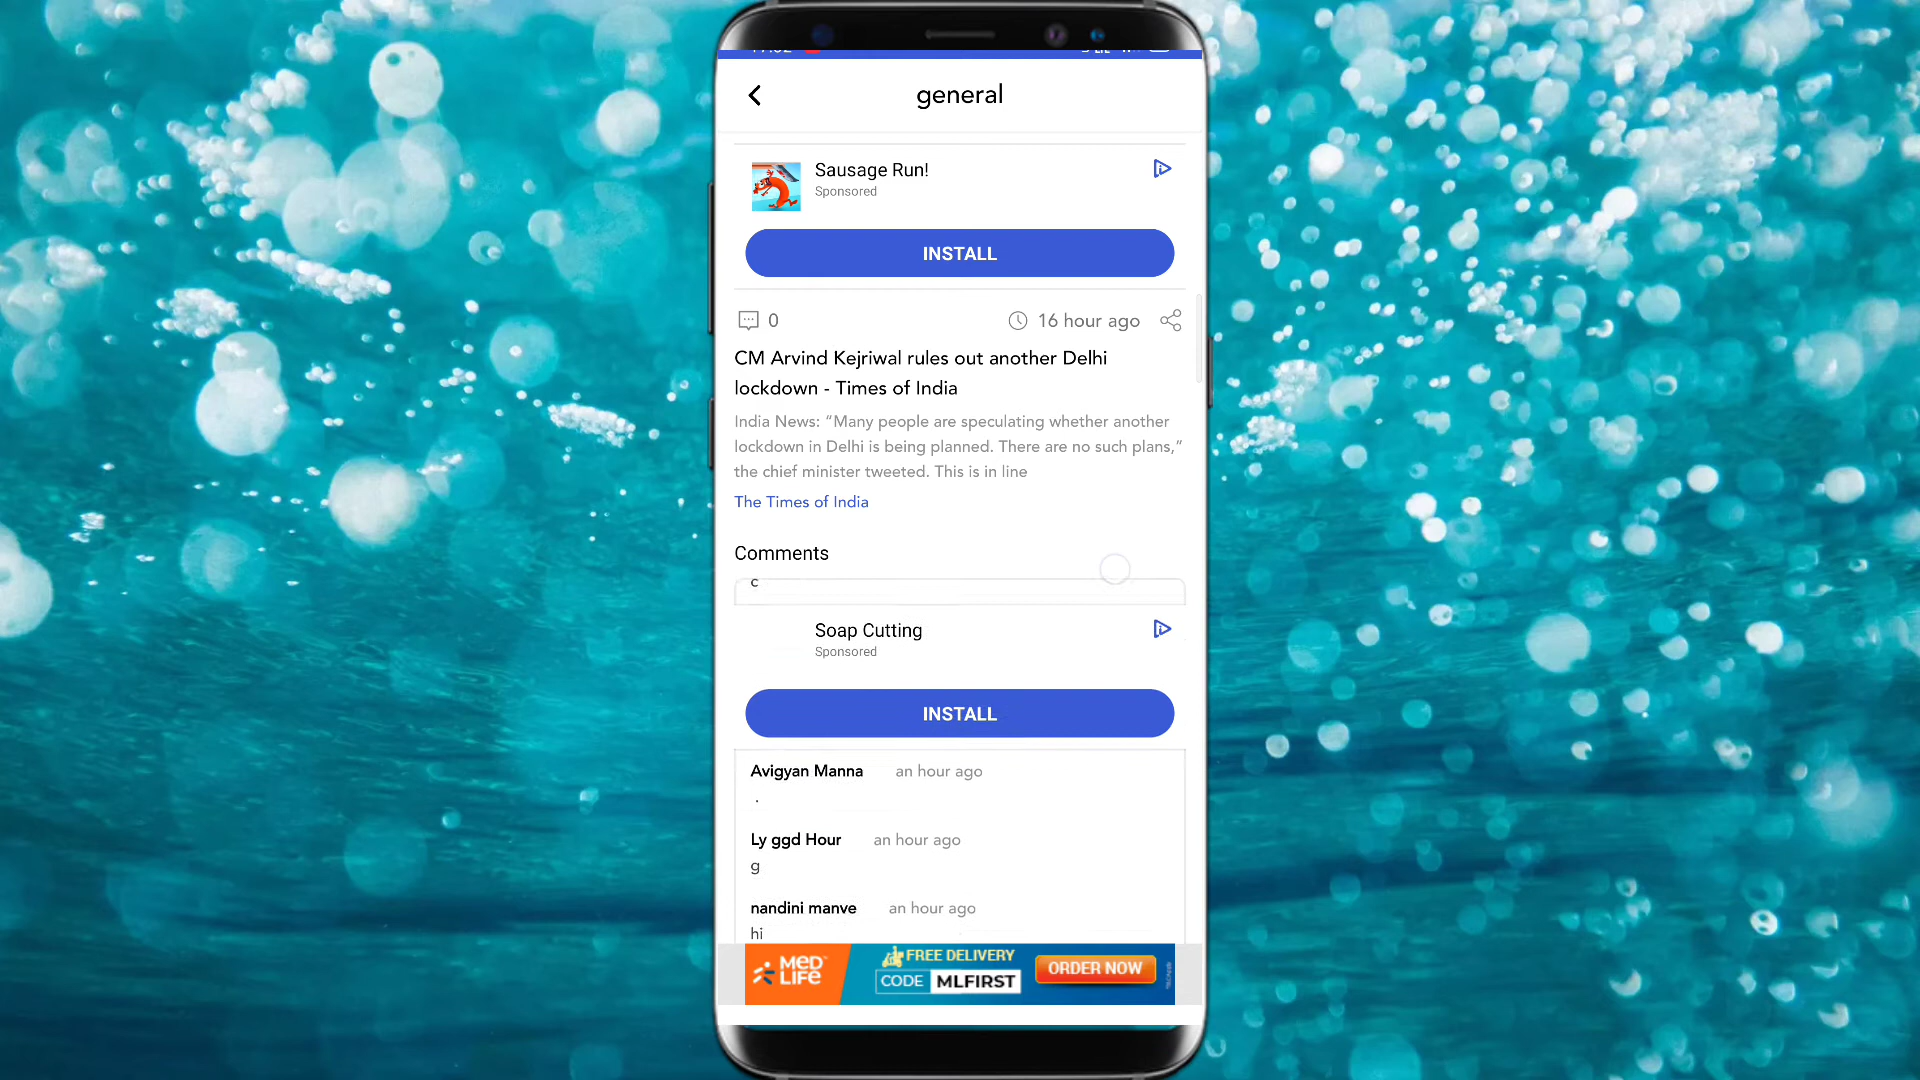 general
Sausage Run!
Sponsored
INSTALL
0
16 hour ago
CM Arvind Kejriwal rules out another Delhi
lockdown - Times of India
India News: “Many people are speculating whether another
lockdown in Delhi is being planned. There are no such plans,”
the chief minister tweeted. This is in line
The Times of India
Comments
c
Soap Cutting
Sponsored
INSTALL
Avigyan Manna an hour ago
.
Ly ggd Hour an hour ago
g
nandini manve an hour ago
hi
MED LIFE
FREE DELIVERY
CODE MLFIRST
ORDER NOW